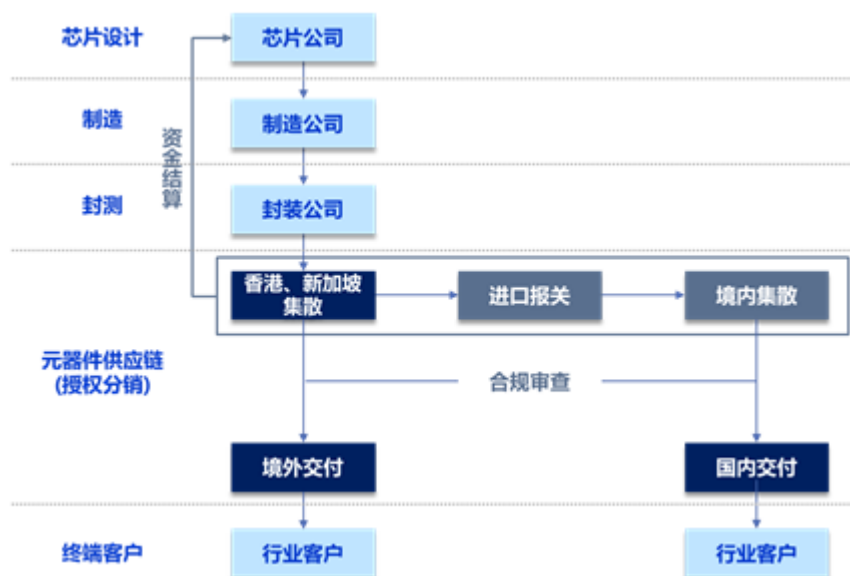 芯片设计
芯片公司
制造
制造公司
资金结算
封测
封装公司
香港、新加坡
集散
进口报关
境内集散
元器件供应链
(授权分销)
合规审查
境外交付
国内交付
终端客户
行业客户
行业客户